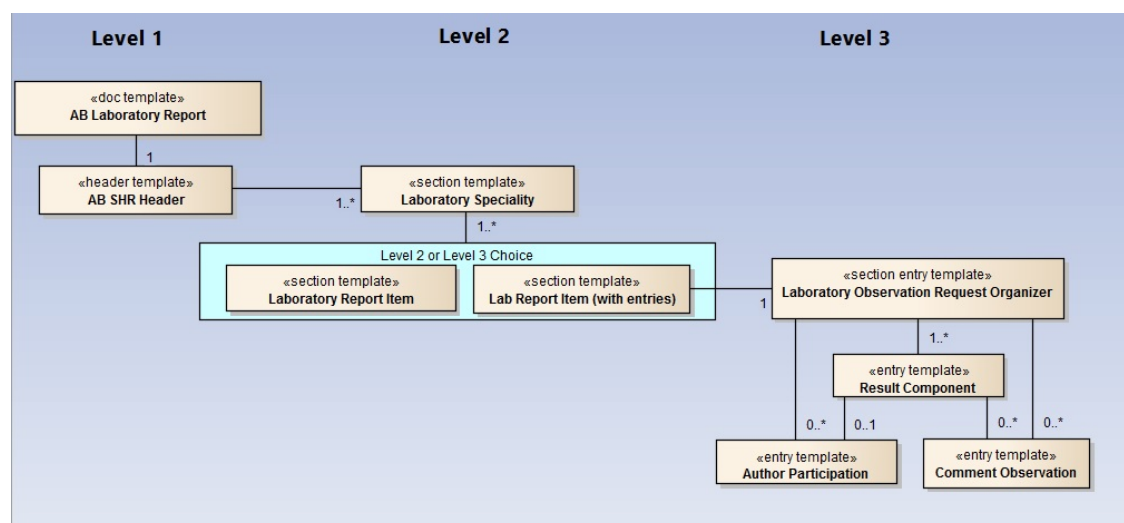 Level 1
Level 2
Level 3
«doc template»
AB Laboratory Report
1
«header template»
AB SHR Header
1..*
«section template»
Laboratory Speciality
1..*
Level 2 or Level 3 Choice
«section template»
Laboratory Report Item
«section template»
Lab Report Item (with entries)
1
«section entry template»
Laboratory Observation Request Organizer
1..*
«entry template»
Result Component
0..*
0..1
0..*
0..*
«entry template»
Author Participation
«entry template»
Comment Observation